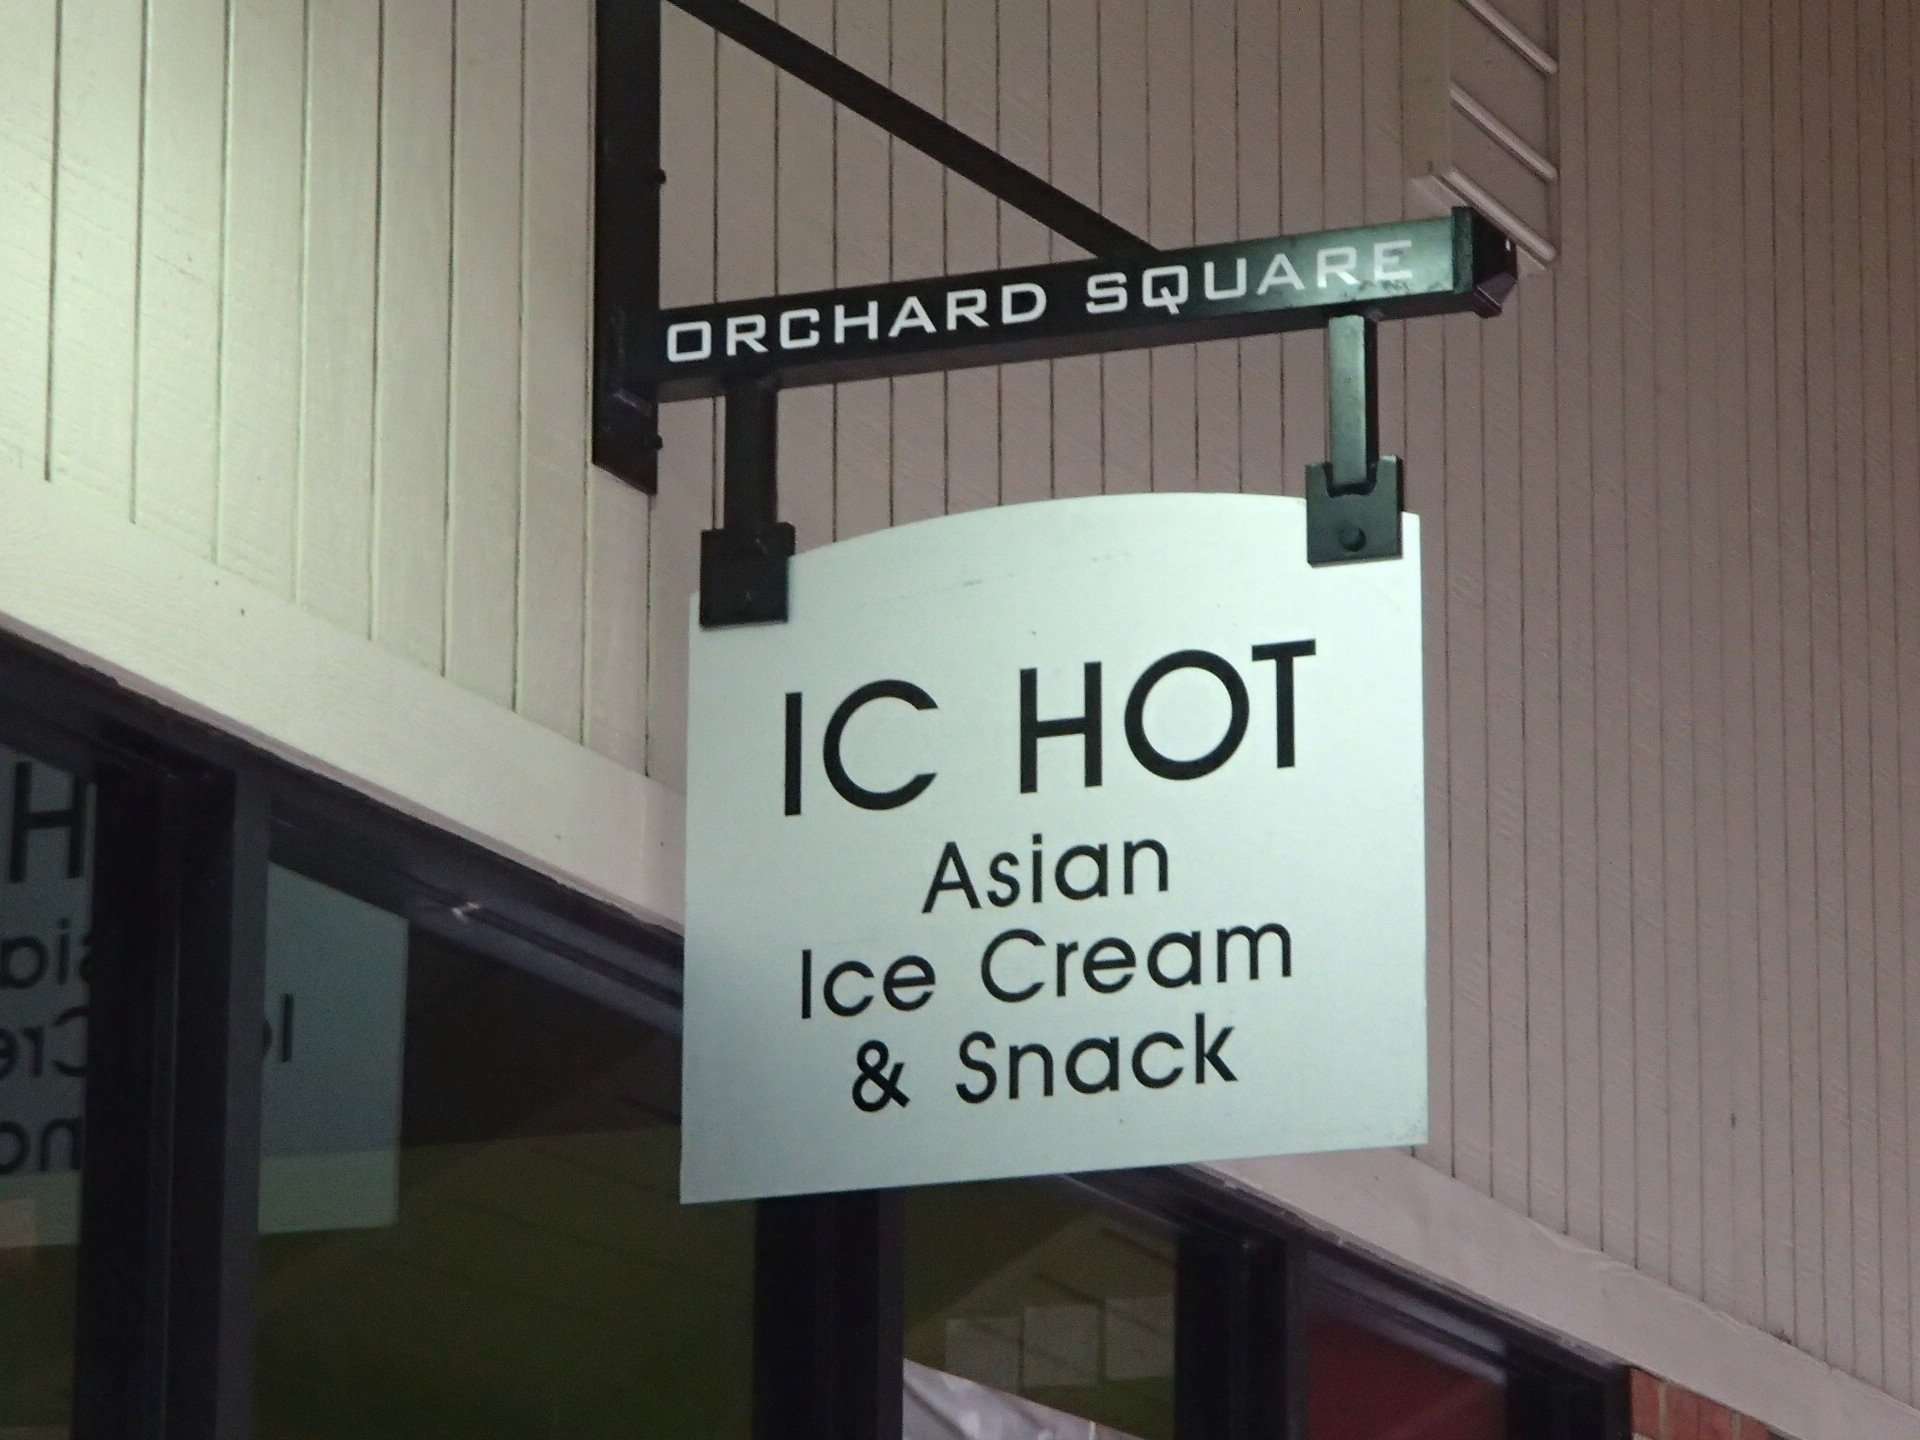 ORCHARD SQUARE
IC HOT
Asian
Ice Cream
& Snack